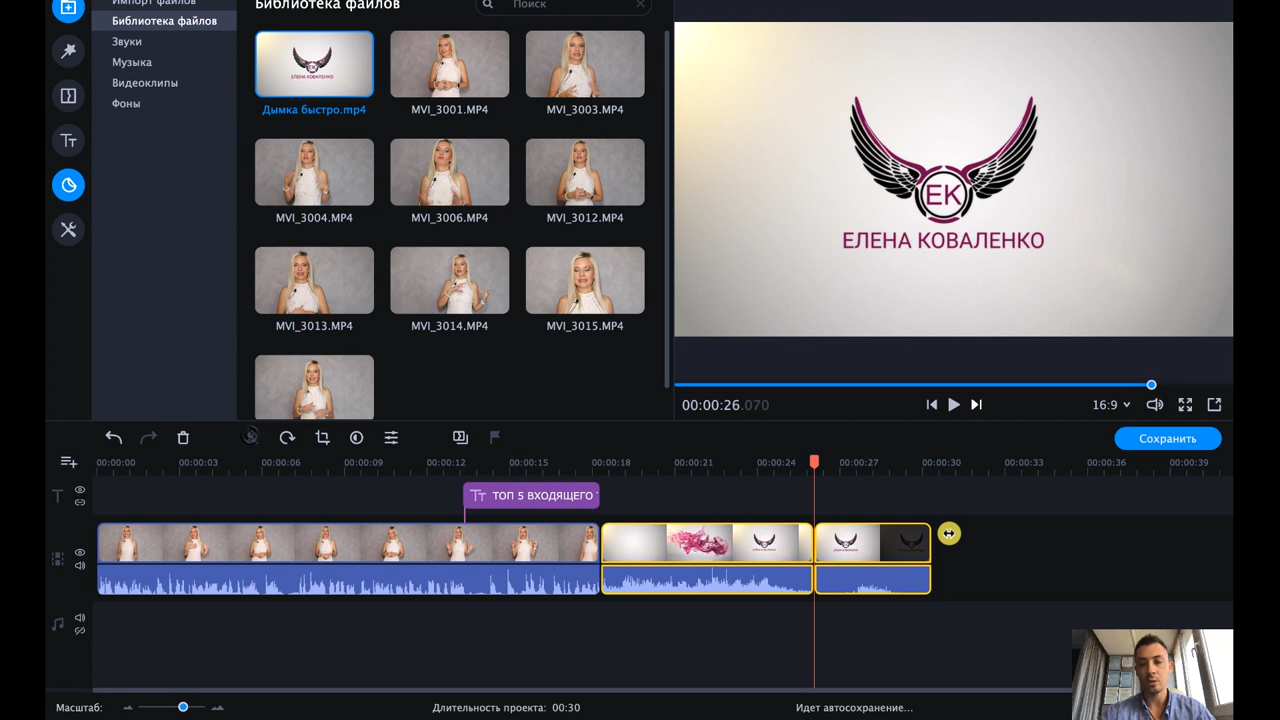 Импорт файлов
Библиотека файлов
Звуки
Музыка
Видеоклипы
Фоны
Библиотека файлов
Поиск
Дымка быстро.mp4
MVI_3001.MP4
MVI_3003.MP4
MVI_3004.MP4
MVI_3006.MP4
MVI_3012.MP4
MVI_3013.MP4
MVI_3014.MP4
MVI_3015.MP4
EK
ЕЛЕНА КОВАЛЕНКО
00:00:26.070
16:9
Сохранить
00:00:00
00:00:03
00:00:06
00:00:09
00:00:12
00:00:15
00:00:18
00:00:21
00:00:24
00:00:27
00:00:30
00:00:33
00:00:36
00:00:39
ТОП 5 ВХОДЯЩЕГО
Масштаб:
Длительность проекта: 00:30
Идет автосохранение...